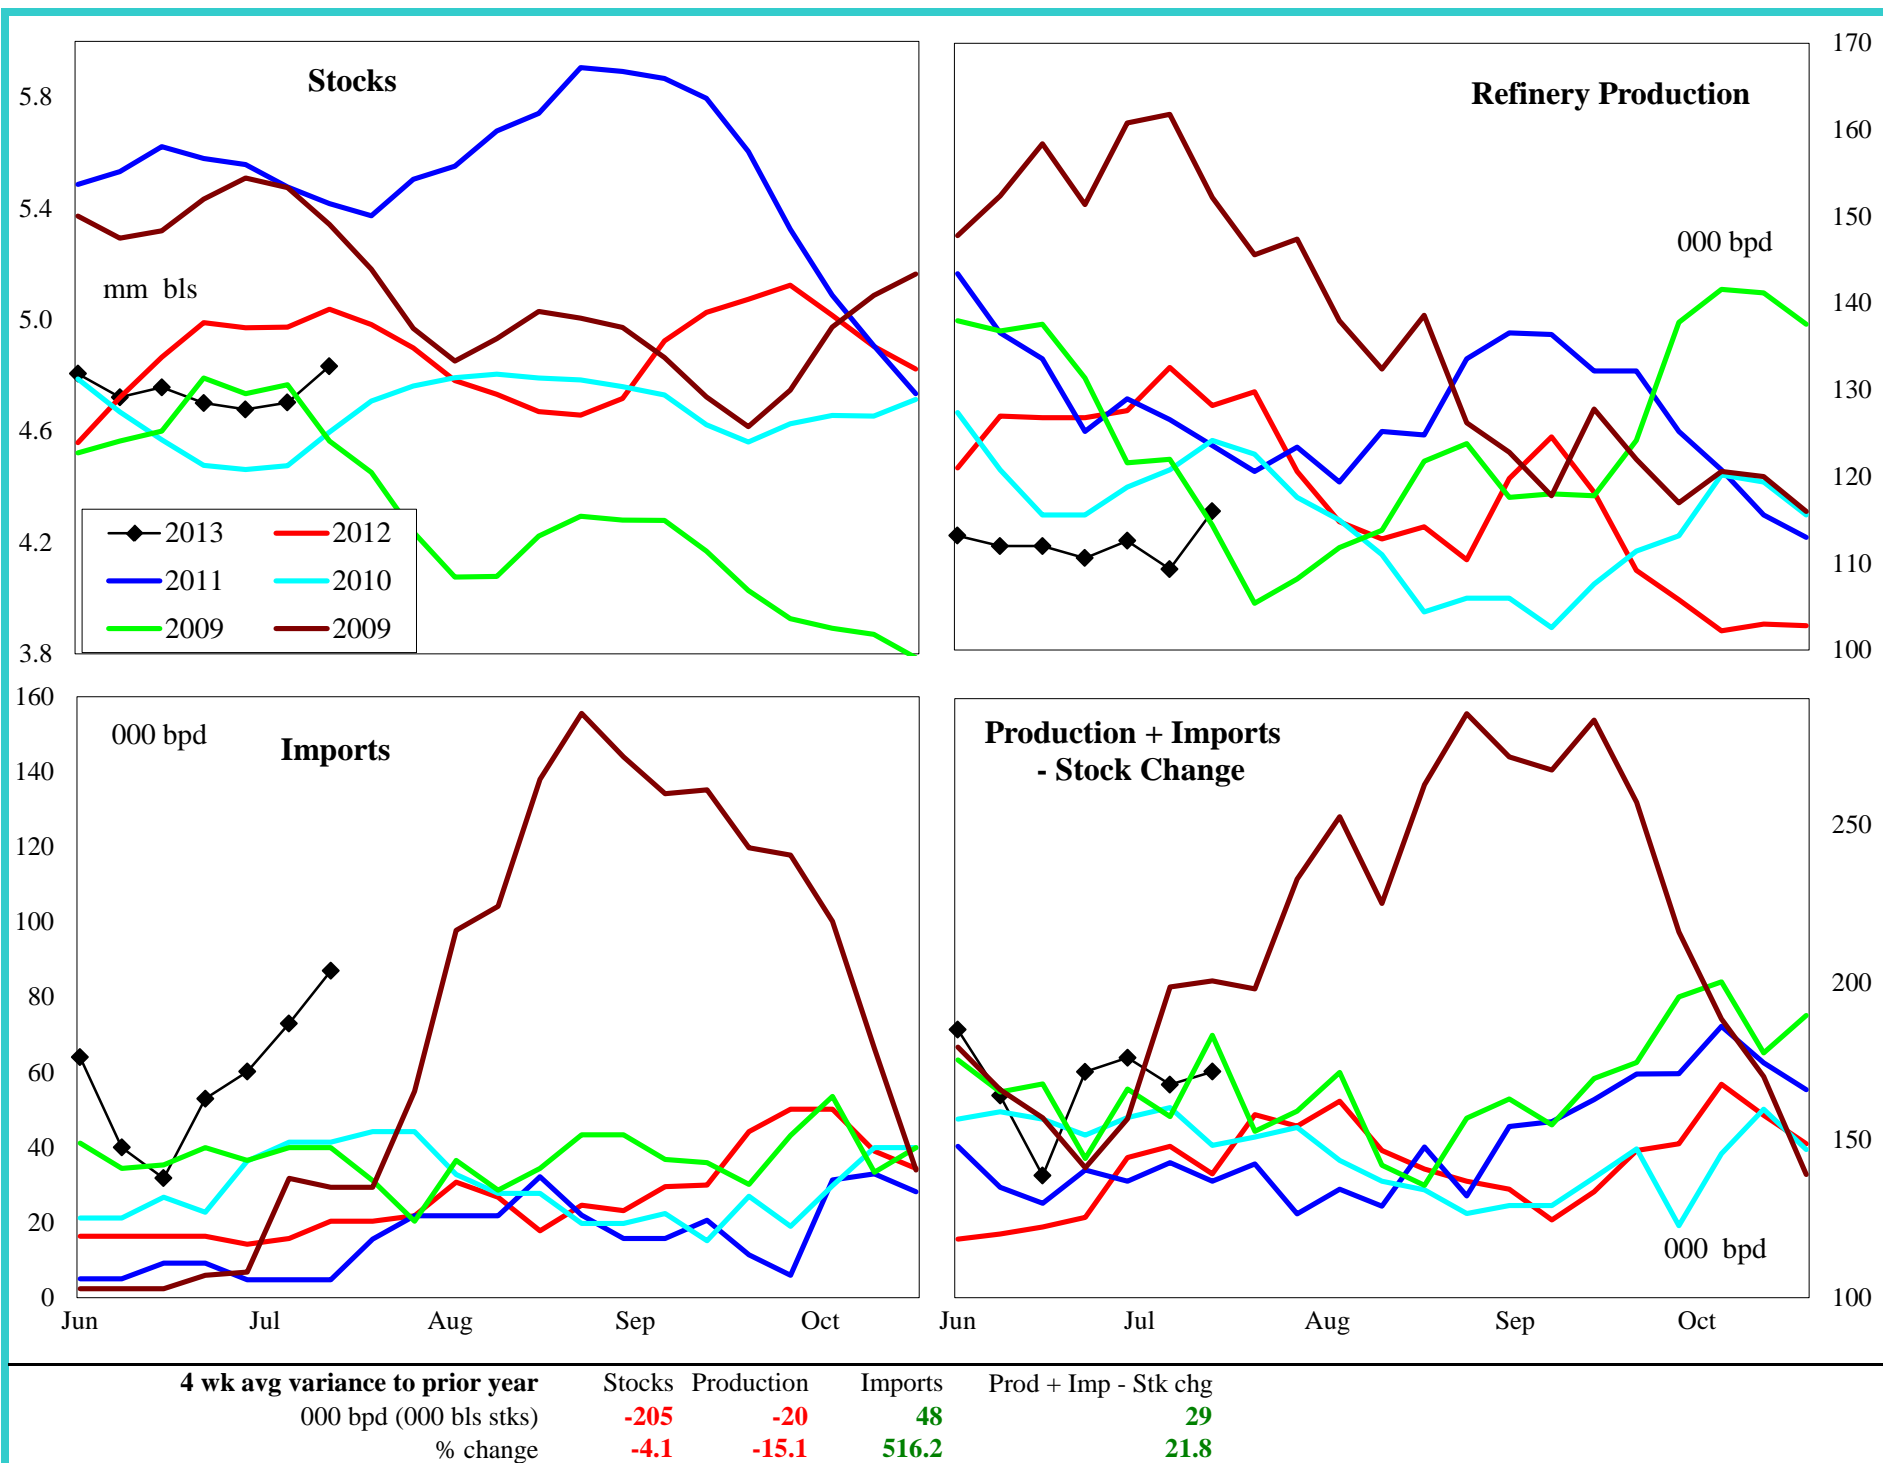 Stocks
5.8
5.4
5.0
4.6
4.2
3.8
mm bls
2013
2012
2011
2010
2009
2009
Refinery Production
000 bpd
170
160
150
140
130
120
110
100
160
140
120
100
80
60
40
20
0
000 bpd
Imports
Jun Jul Aug Sep Oct
Production + Imports
- Stock Change
250
200
150
100
000 bpd
Jun Jul Aug Sep Oct
4 wk avg variance to prior year Stocks Production Imports Prod + Imp - Stk chg
000 bpd (000 bls stks) -205 -20 48 29
% change -4.1 -15.1 516.2 21.8